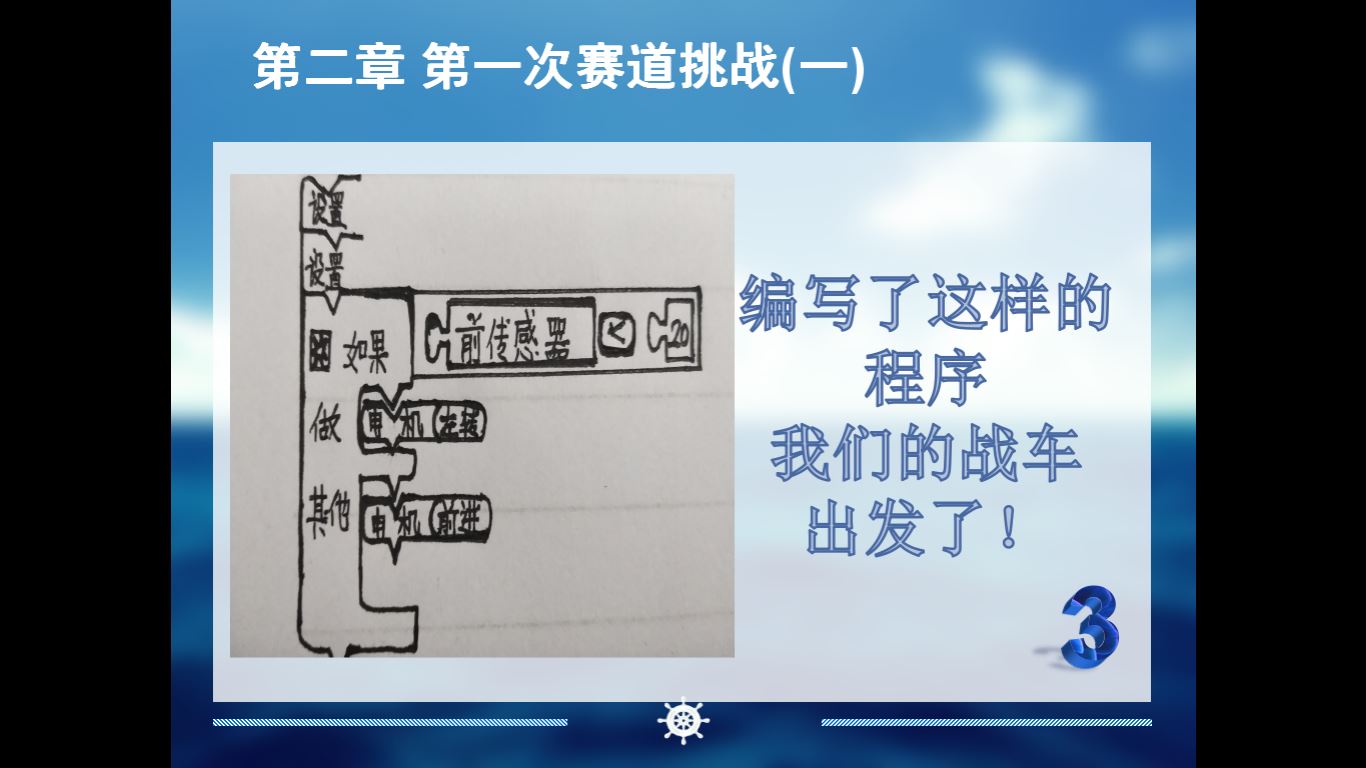 第二章 第一次赛道挑战(一)
设置
设置
如果 前传感器 < 20
做 电机 左转
其他 电机 前进
编写了这样的
程序
我们的战车
出发了！
3